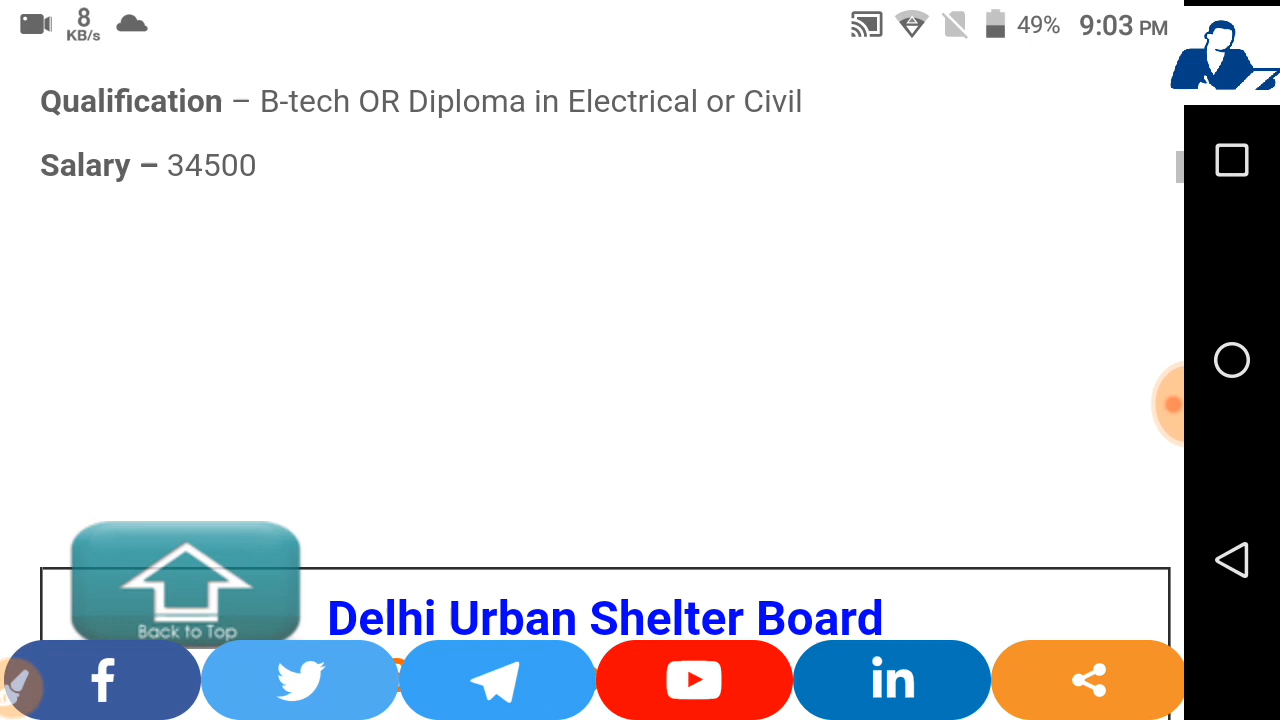 8
KB/s
49% 9:03 PM
Qualification – B-tech OR Diploma in Electrical or Civil
Salary – 34500
Back to Top
Delhi Urban Shelter Board
f
in